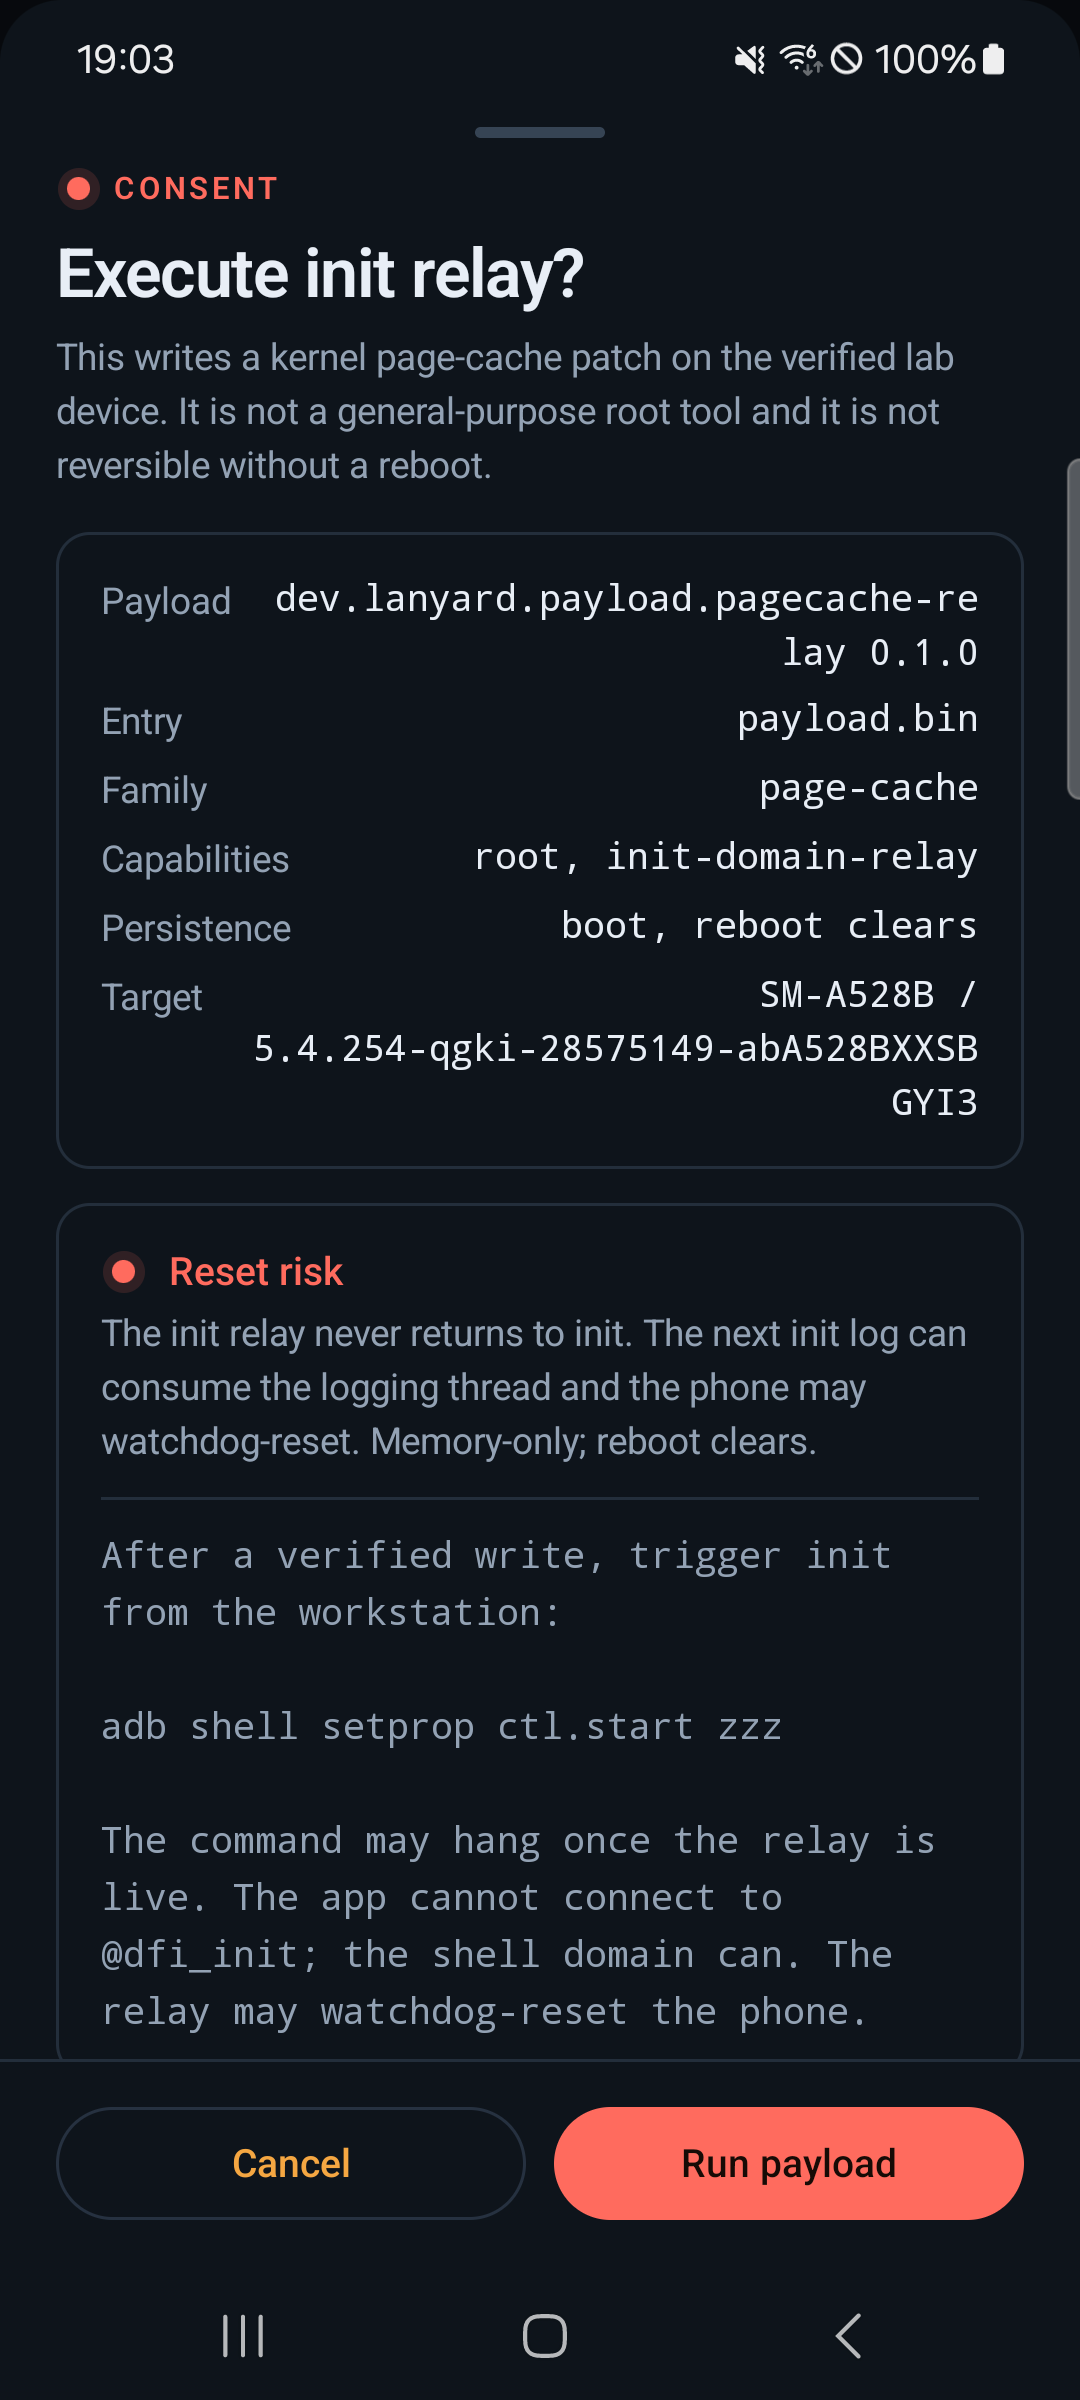 19:03
6
100%
CONSENT
Execute init relay?
This writes a kernel page-cache patch on the verified lab
device. It is not a general-purpose root tool and it is not
reversible without a reboot.
Payload dev.lanyard.payload.pagecache-re
lay 0.1.0
Entry payload.bin
Family page-cache
Capabilities root, init-domain-relay
Persistence boot, reboot clears
Target SM-A528B /
5.4.254-qgki-28575149-abA528BXXSB
GYI3
Reset risk
The init relay never returns to init. The next init log can
consume the logging thread and the phone may
watchdog-reset. Memory-only; reboot clears.
After a verified write, trigger init
from the workstation:
adb shell setprop ctl.start zzz
The command may hang once the relay is
live. The app cannot connect to
@dfi_init; the shell domain can. The
relay may watchdog-reset the phone.
Cancel
Run payload